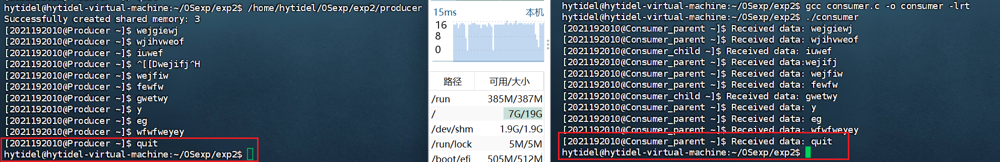 hytidel@hytidel-virtual-machine:~/OSexp/exp2$ /home/hytidel/OSexp/exp2/producer
Successfully created shared memory: 3
[2021192010@Producer ~]$ wejgiewj
[2021192010@Producer ~]$ wjihvweof
[2021192010@Producer ~]$ iuwef
[2021192010@Producer ~]$ ^[[Dwejifj^H
[2021192010@Producer ~]$ wejfiw
[2021192010@Producer ~]$ fewfw
[2021192010@Producer ~]$ gwetwy
[2021192010@Producer ~]$ y
[2021192010@Producer ~]$ eg
[2021192010@Producer ~]$ wfwfweyey
[2021192010@Producer ~]$ quit
hytidel@hytidel-virtual-machine:~/OSexp/exp2$
15ms 本机
16
8
0
路径 可用/大小
/run 385M/387M
/ 7G/19G
/dev/shm 1.9G/1.9G
/run/lock 5M/5M
/boot/efi 505M/512M
hytidel@hytidel-virtual-machine:~/OSexp/exp2$ gcc consumer.c -o consumer -lrt
hytidel@hytidel-virtual-machine:~/OSexp/exp2$ ./consumer
[2021192010@Consumer_parent ~]$ Received data: wejgiewj
[2021192010@Consumer_parent ~]$ Received data: wjihvweof
[2021192010@Consumer_child ~]$ Received data: iuwef
[2021192010@Consumer_parent ~]$ Received data:wejifj
[2021192010@Consumer_parent ~]$ Received data: wejfiw
[2021192010@Consumer_parent ~]$ Received data: fewfw
[2021192010@Consumer_child ~]$ Received data: gwetwy
[2021192010@Consumer_parent ~]$ Received data: y
[2021192010@Consumer_parent ~]$ Received data: eg
[2021192010@Consumer_parent ~]$ Received data: wfwfweyey
[2021192010@Consumer_parent ~]$ Received data: quit
hytidel@hytidel-virtual-machine:~/OSexp/exp2$